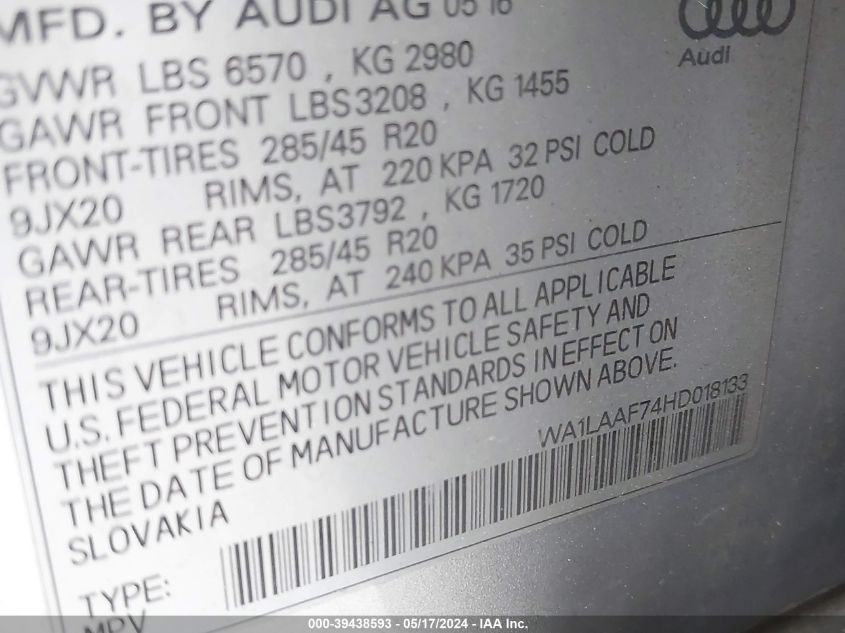 MFD. BY AUDI AG 05 16
Audi
GVWR LBS 6570 , KG 2980
GAWR FRONT LBS3208 , KG 1455
FRONT-TIRES 285/45 R20
9JX20 RIMS, AT 220 KPA 32 PSI COLD
GAWR REAR LBS3792 , KG 1720
REAR-TIRES 285/45 R20
9JX20 RIMS, AT 240 KPA 35 PSI COLD
THIS VEHICLE CONFORMS TO ALL APPLICABLE
U.S. FEDERAL MOTOR VEHICLE SAFETY AND
THEFT PREVENTION STANDARDS IN EFFECT ON
THE DATE OF MANUFACTURE SHOWN ABOVE.
SLOVAKIA
WA1LAAF74HD018133
TYPE:
MPV
000-39438593 - 05/17/2024 - IAA, Inc.